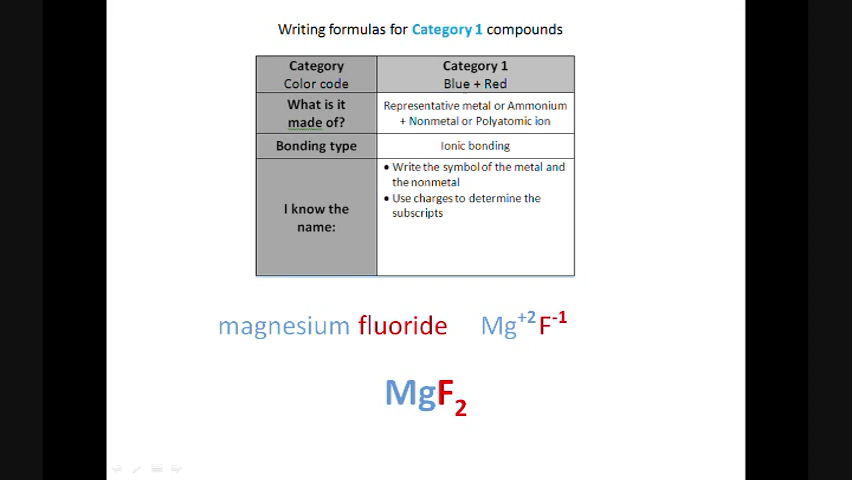 Writing formulas for Category 1 compounds
Category
Color code
Category 1
Blue + Red
What is it
made of?
Representative metal or Ammonium
+ Nonmetal or Polyatomic ion
Bonding type
Ionic bonding
I know the
name:
• Write the symbol of the metal and
the nonmetal
• Use charges to determine the
subscripts
magnesium fluoride Mg⁺²F⁻¹
MgF₂